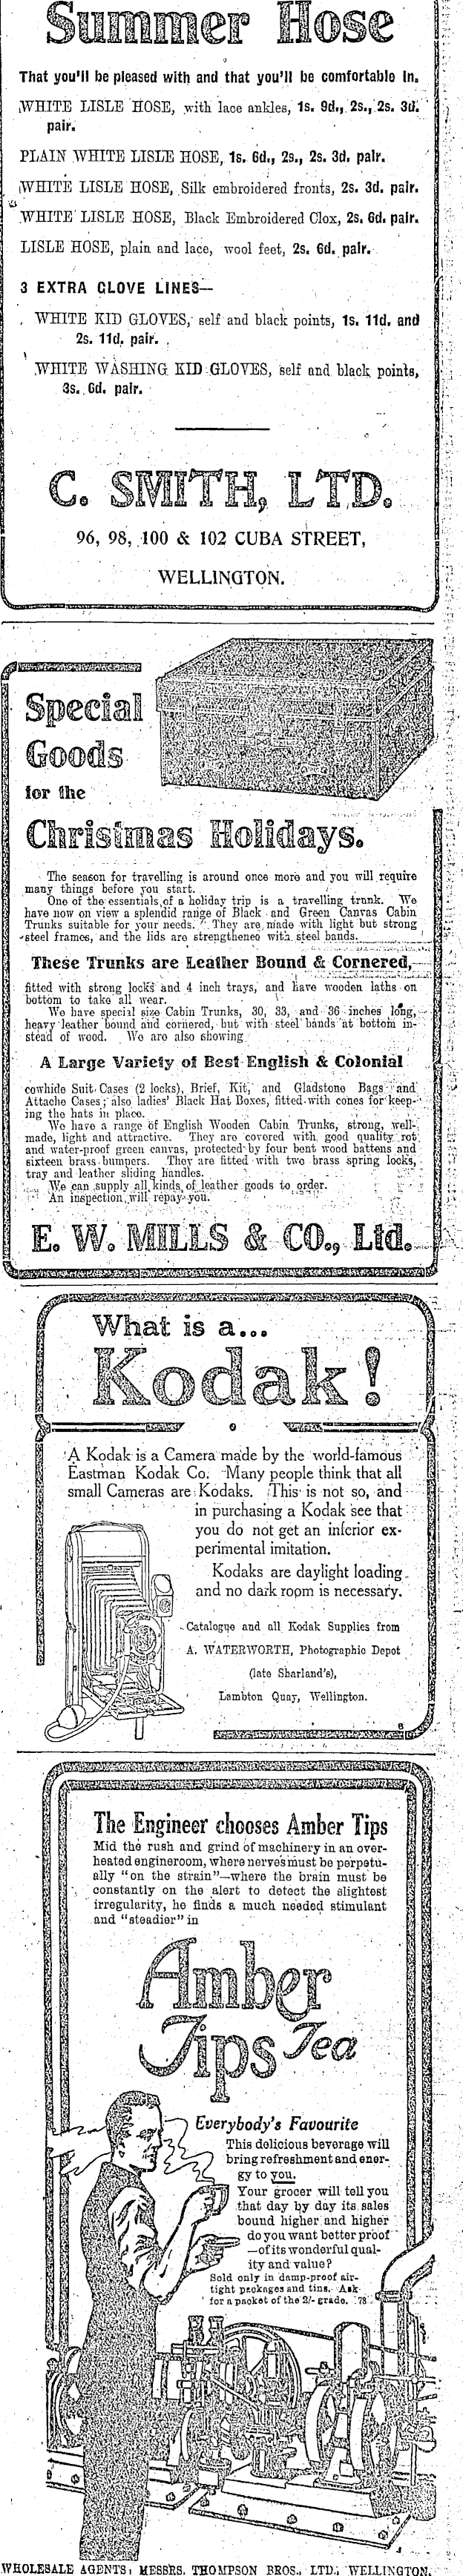 Summer Hose
That you'll be pleased with and that you'll be comfortable in.
WHITE LISLE HOSE, with lace ankles, 1s. 9d., 2s., 2s. 3d.
pair.
PLAIN WHITE LISLE HOSE, 1s. 6d., 2s., 2s. 3d. pair.
WHITE LISLE HOSE, Silk embroidered fronts, 2s. 3d. pair.
WHITE LISLE HOSE, Black Embroidered Clox, 2s. 6d. pair.
LISLE HOSE, plain and lace, wool feet, 2s. 6d. pair.
3 EXTRA GLOVE LINES—
WHITE KID GLOVES, self and black points, 1s. 11d. and
2s. 11d. pair.
WHITE WASHING KID GLOVES, self and black points,
3s. 6d. pair.
C. SMITH, LTD.
96, 98, 100 & 102 CUBA STREET,
WELLINGTON.
Special
Goods
for the
Christmas Holidays.
The season for travelling is around once more and you will require
many things before you start.
One of the essentials of a holiday trip is a travelling trunk. We
have now on view a splendid range of Black and Green Canvas Cabin
Trunks suitable for your needs. They are made with light but strong
steel frames, and the lids are strengthened with steel bands.
These Trunks are Leather Bound & Cornered,
fitted with strong locks and 4 inch trays, and have wooden laths on
bottom to take all wear.
We have special size Cabin Trunks, 30, 33, and 36 inches long,
heavy leather bound and cornered, but with steel bands at bottom in-
stead of wood. We are also showing
A Large Variety of Best English & Colonial
cowhide Suit Cases (2 locks), Brief, Kit, and Gladstone Bags and
Attache Cases; also ladies' Black Hat Boxes, fitted with cones for keep-
ing the hats in place.
We have a range of English Wooden Cabin Trunks, strong, well-
made, light and attractive. They are covered with good quality rot
and water-proof green canvas, protected by four bent wood battens and
sixteen brass bumpers. They are fitted with two brass spring locks,
tray and leather sliding handles.
We can supply all kinds of leather goods to order.
An inspection will repay you.
E. W. MILLS & CO., Ltd.
What is a...
Kodak!
A Kodak is a Camera made by the world-famous
Eastman Kodak Co. Many people think that all
small Cameras are Kodaks. This is not so, and
in purchasing a Kodak see that
you do not get an inferior ex-
perimental imitation.
Kodaks are daylight loading
and no dark room is necessary.
Catalogue and all Kodak Supplies from
A. WATERWORTH, Photographic Depot
(late Sharland's),
Lambton Quay, Wellington.
8
The Engineer chooses Amber Tips
Mid the rush and grind of machinery in an over-
heated engineroom, where nerves must be perpetu-
ally "on the strain"—where the brain must be
constantly on the alert to detect the slightest
irregularity, he finds a much needed stimulant
and "steadier" in
Amber
Tips Tea
Everybody's Favourite
This delicious beverage will
bring refreshment and ener-
gy to you.
Your grocer will tell you
that day by day its sales
bound higher and higher
do you want better proof
—of its wonderful qual-
ity and value?
Sold only in damp-proof air-
tight packages and tins. Ask
for a packet of the 2/- grade. 78
WHOLESALE AGENTS: MESSRS. THOMPSON BROS., LTD., WELLINGTON.